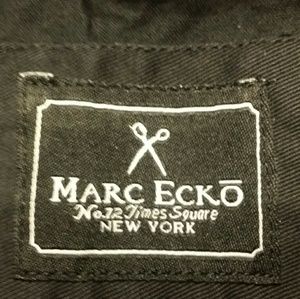 MARC ECKŌ
No.12 Times Square
NEW YORK